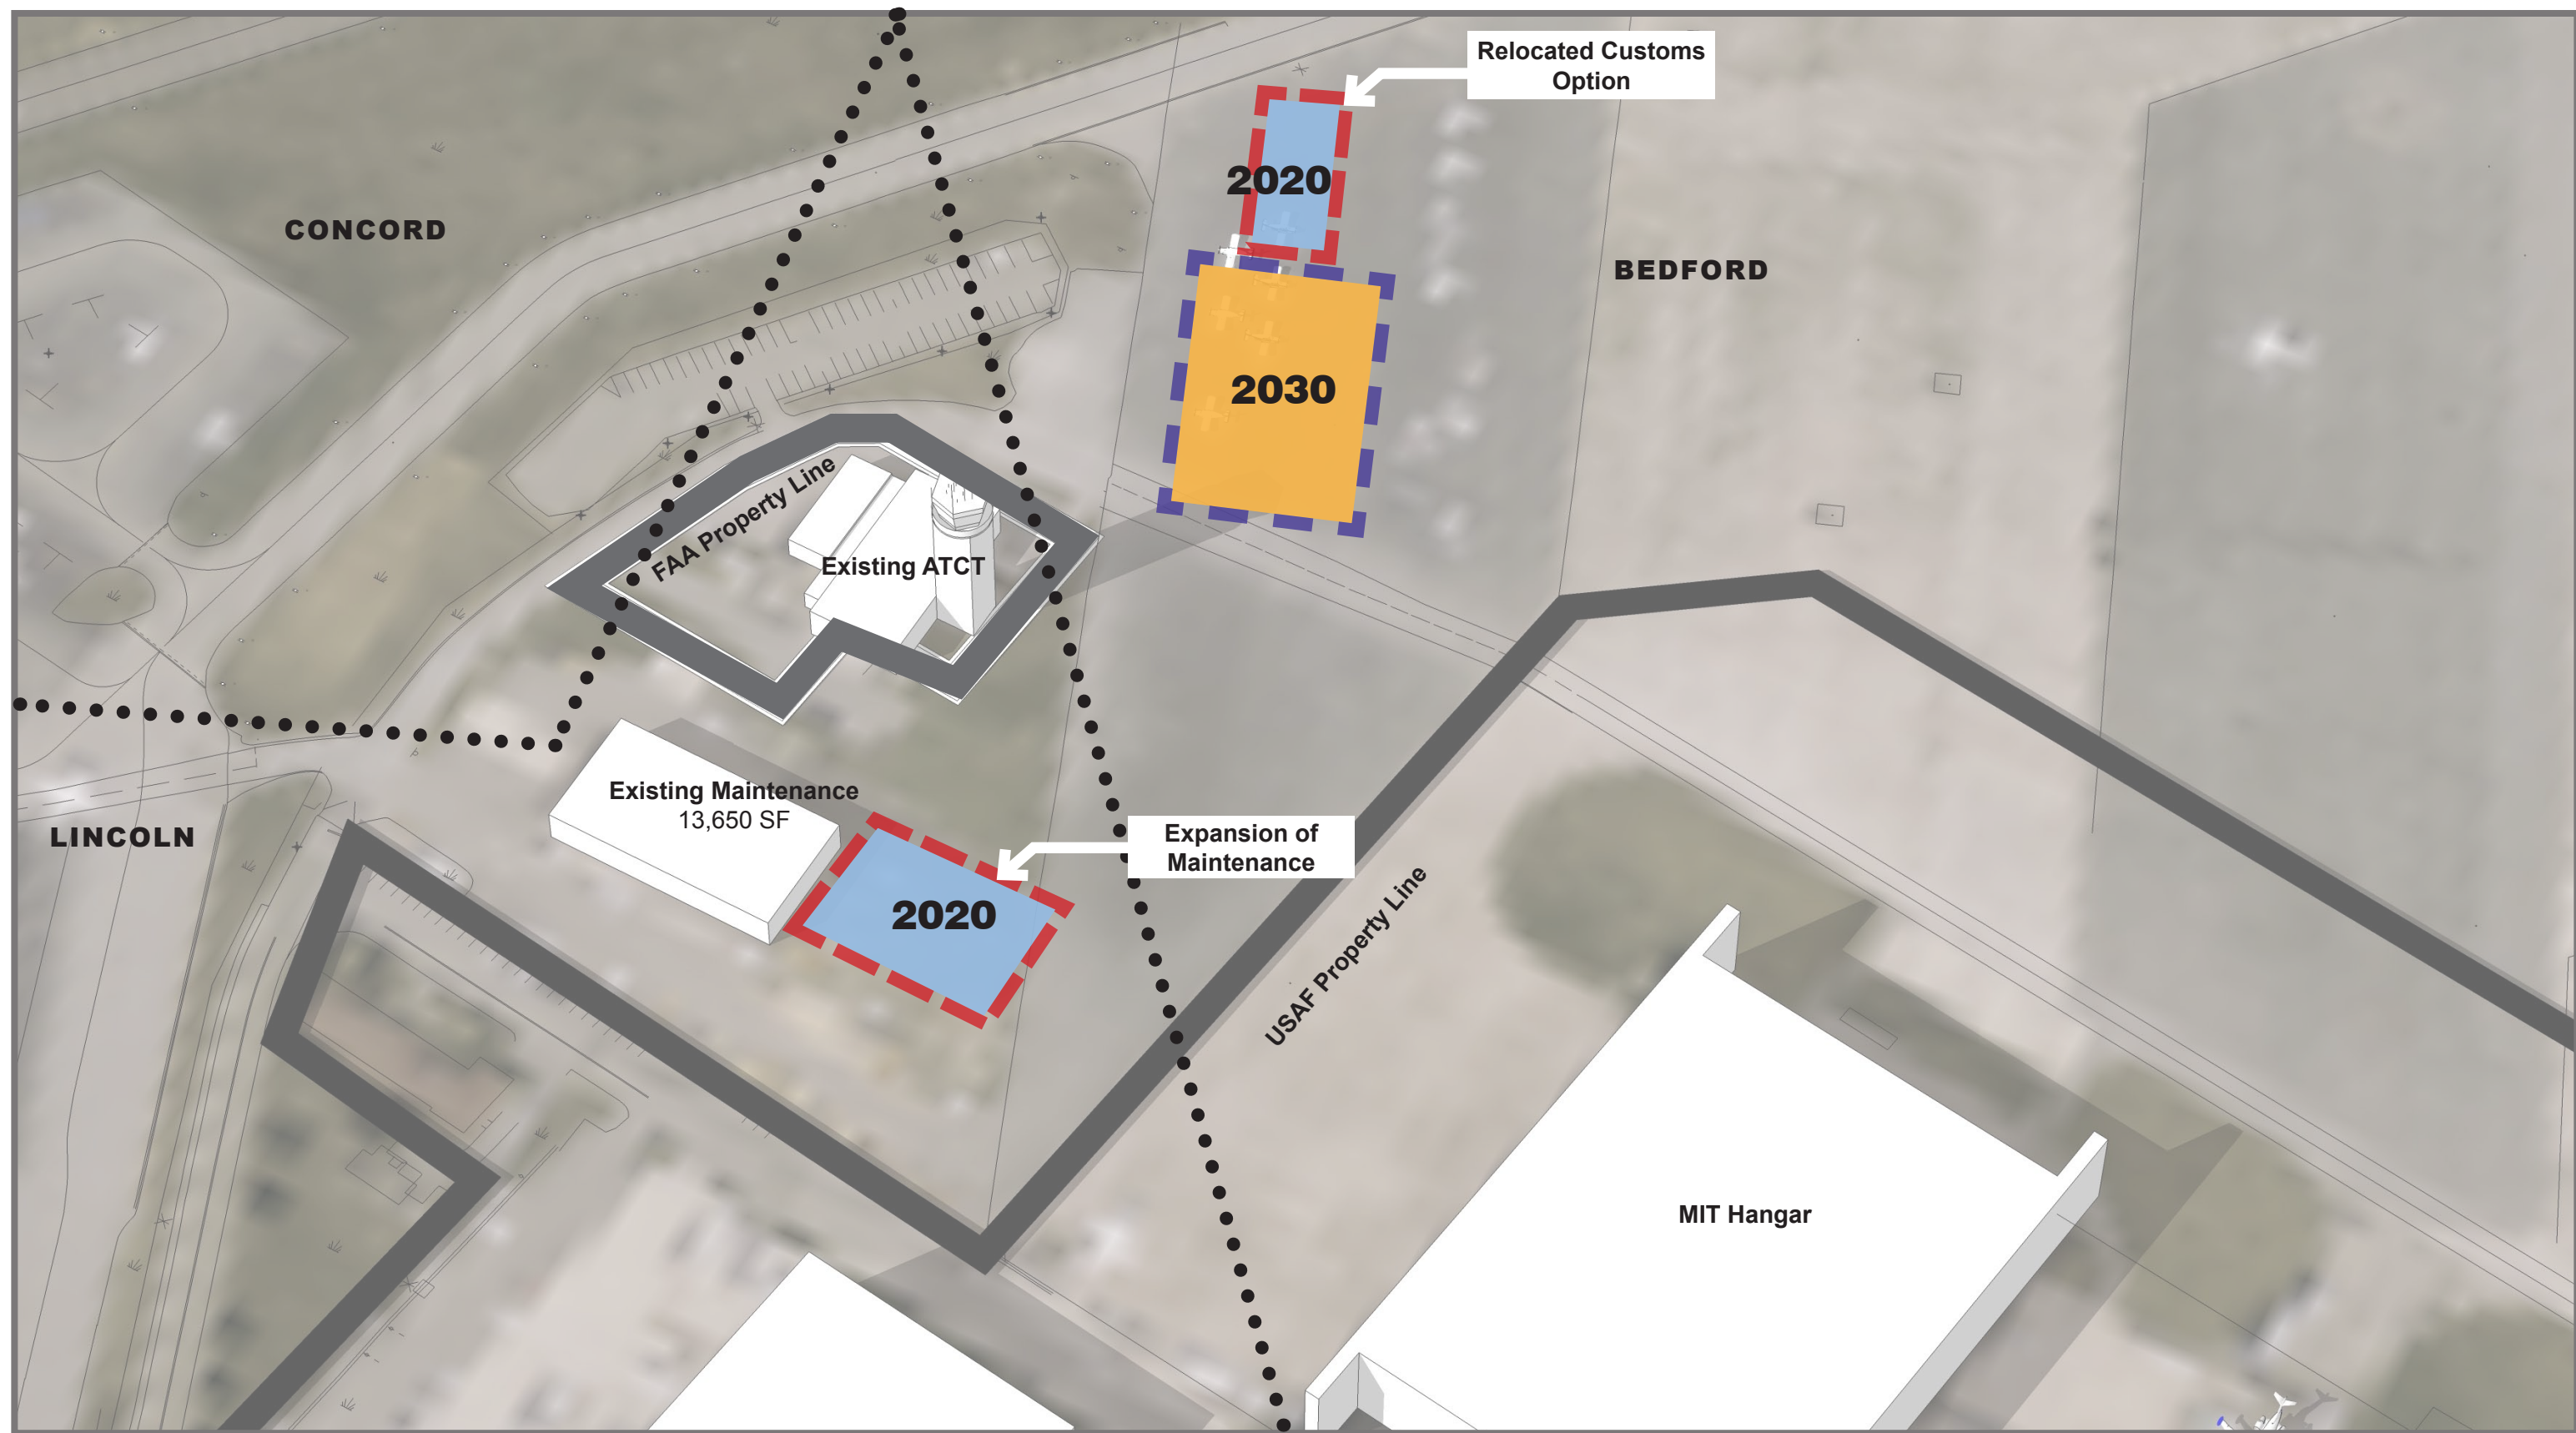 Relocated Customs
Option
2020
CONCORD
BEDFORD
2030
FAA Property Line
Existing ATCT
Existing Maintenance
13,650 SF
LINCOLN
Expansion of
Maintenance
2020
USAF Property Line
MIT Hangar